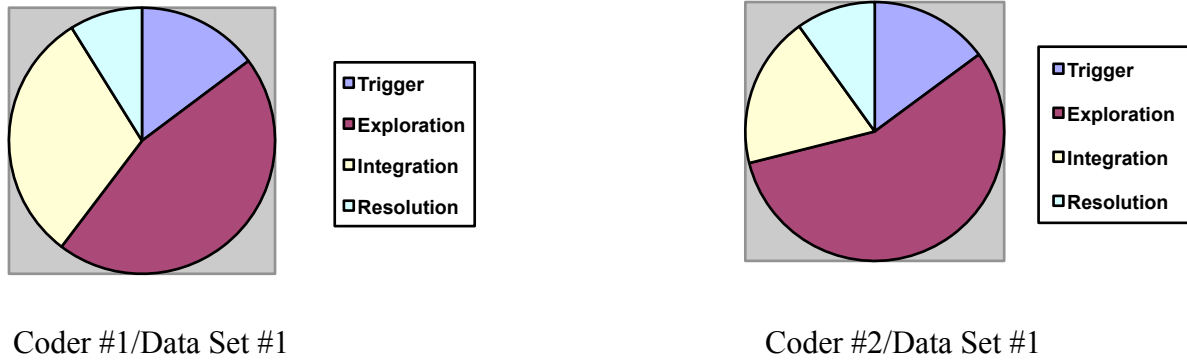 Trigger
Exploration
Integration
Resolution
Trigger
Exploration
Integration
Resolution
Coder #1/Data Set #1
Coder #2/Data Set #1